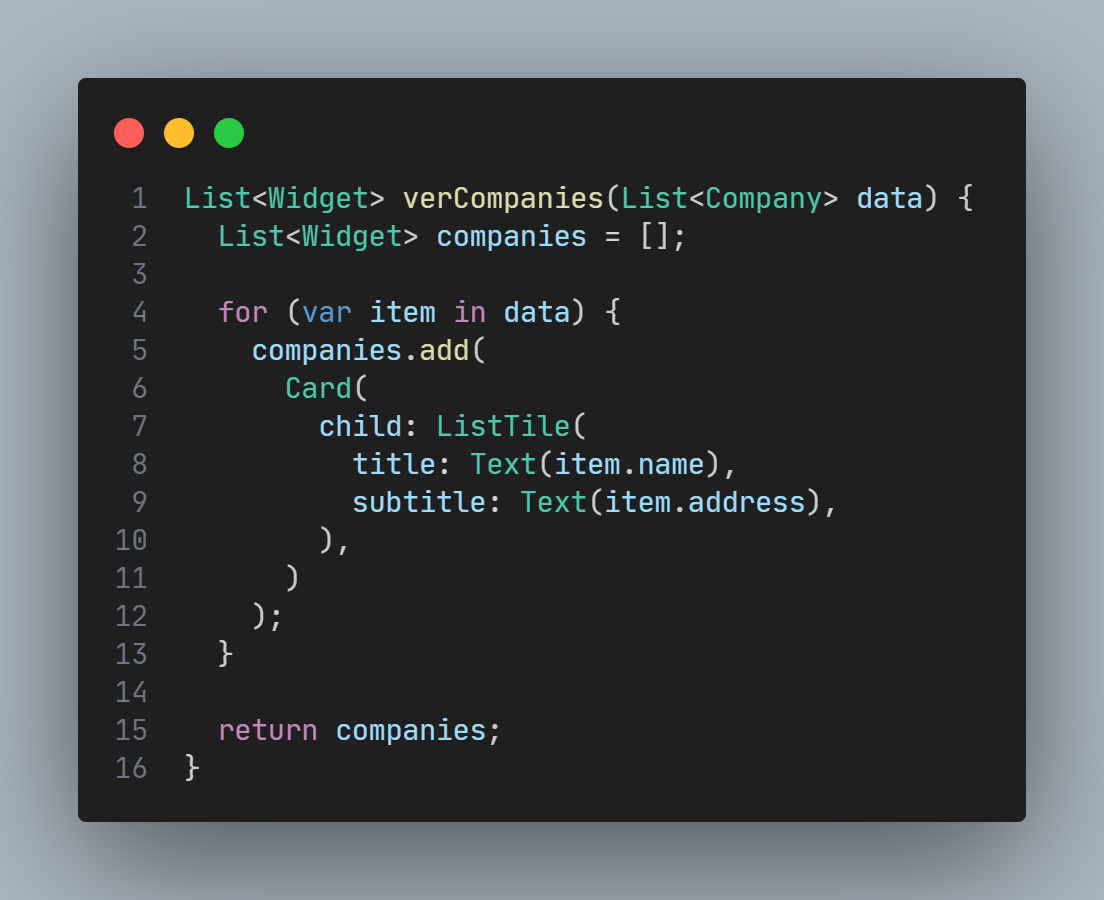 1 List<Widget> verCompanies(List<Company> data) {
2   List<Widget> companies = [];
3
4   for (var item in data) {
5     companies.add(
6       Card(
7         child: ListTile(
8           title: Text(item.name),
9           subtitle: Text(item.address),
10         ),
11       )
12     );
13   }
14
15   return companies;
16 }